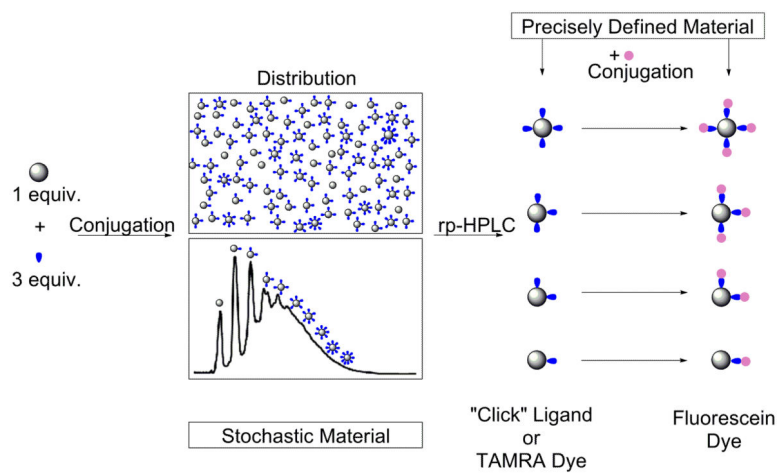 Precisely Defined Material
+
Conjugation
Distribution
1 equiv.
+
3 equiv.
Conjugation
rp-HPLC
Stochastic Material
"Click" Ligand
or
TAMRA Dye
Fluorescein
Dye